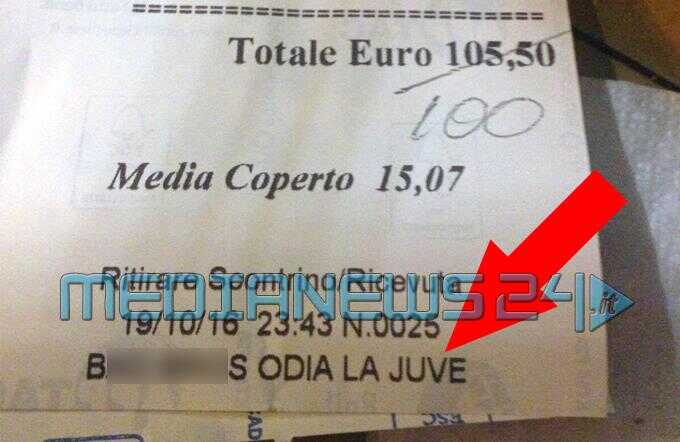 ================================
Totale Euro 105,50
100
Media Coperto 15,07
Ritirare Scontrino/Ricevuta
MEDIANEWS24.it
19/10/16 23:43 N.0025
B S ODIA LA JUVE
ESC